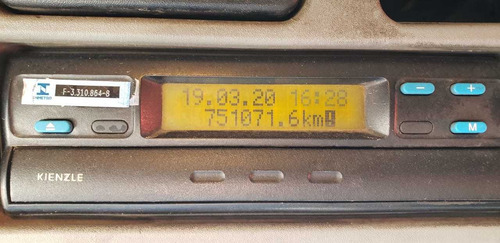 F-3.310.864-8
19.03.20 16:28
751071.6km!
- +
M
KIENZLE